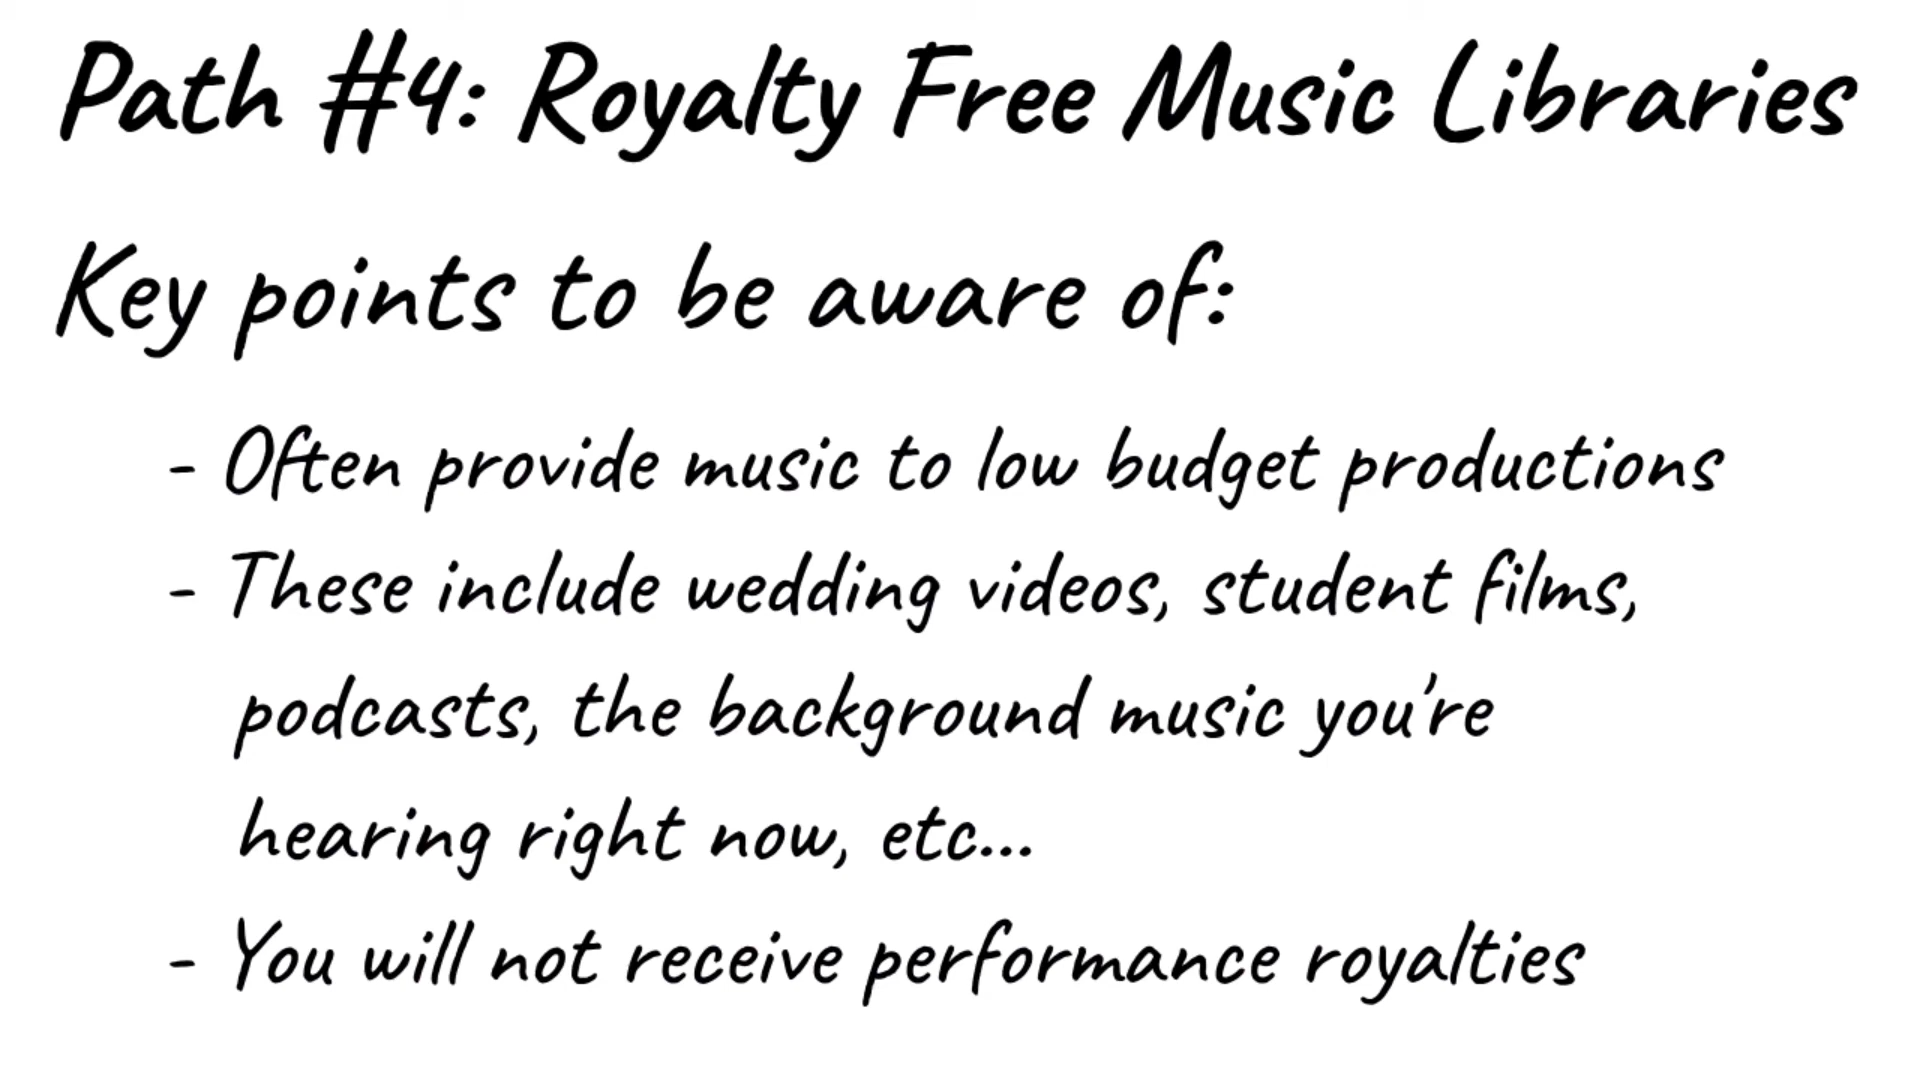 Path #4: Royalty Free Music Libraries
Key points to be aware of:
- Often provide music to low budget productions
- These include wedding videos, student films,
podcasts, the background music you're
hearing right now, etc...
- You will not receive performance royalties